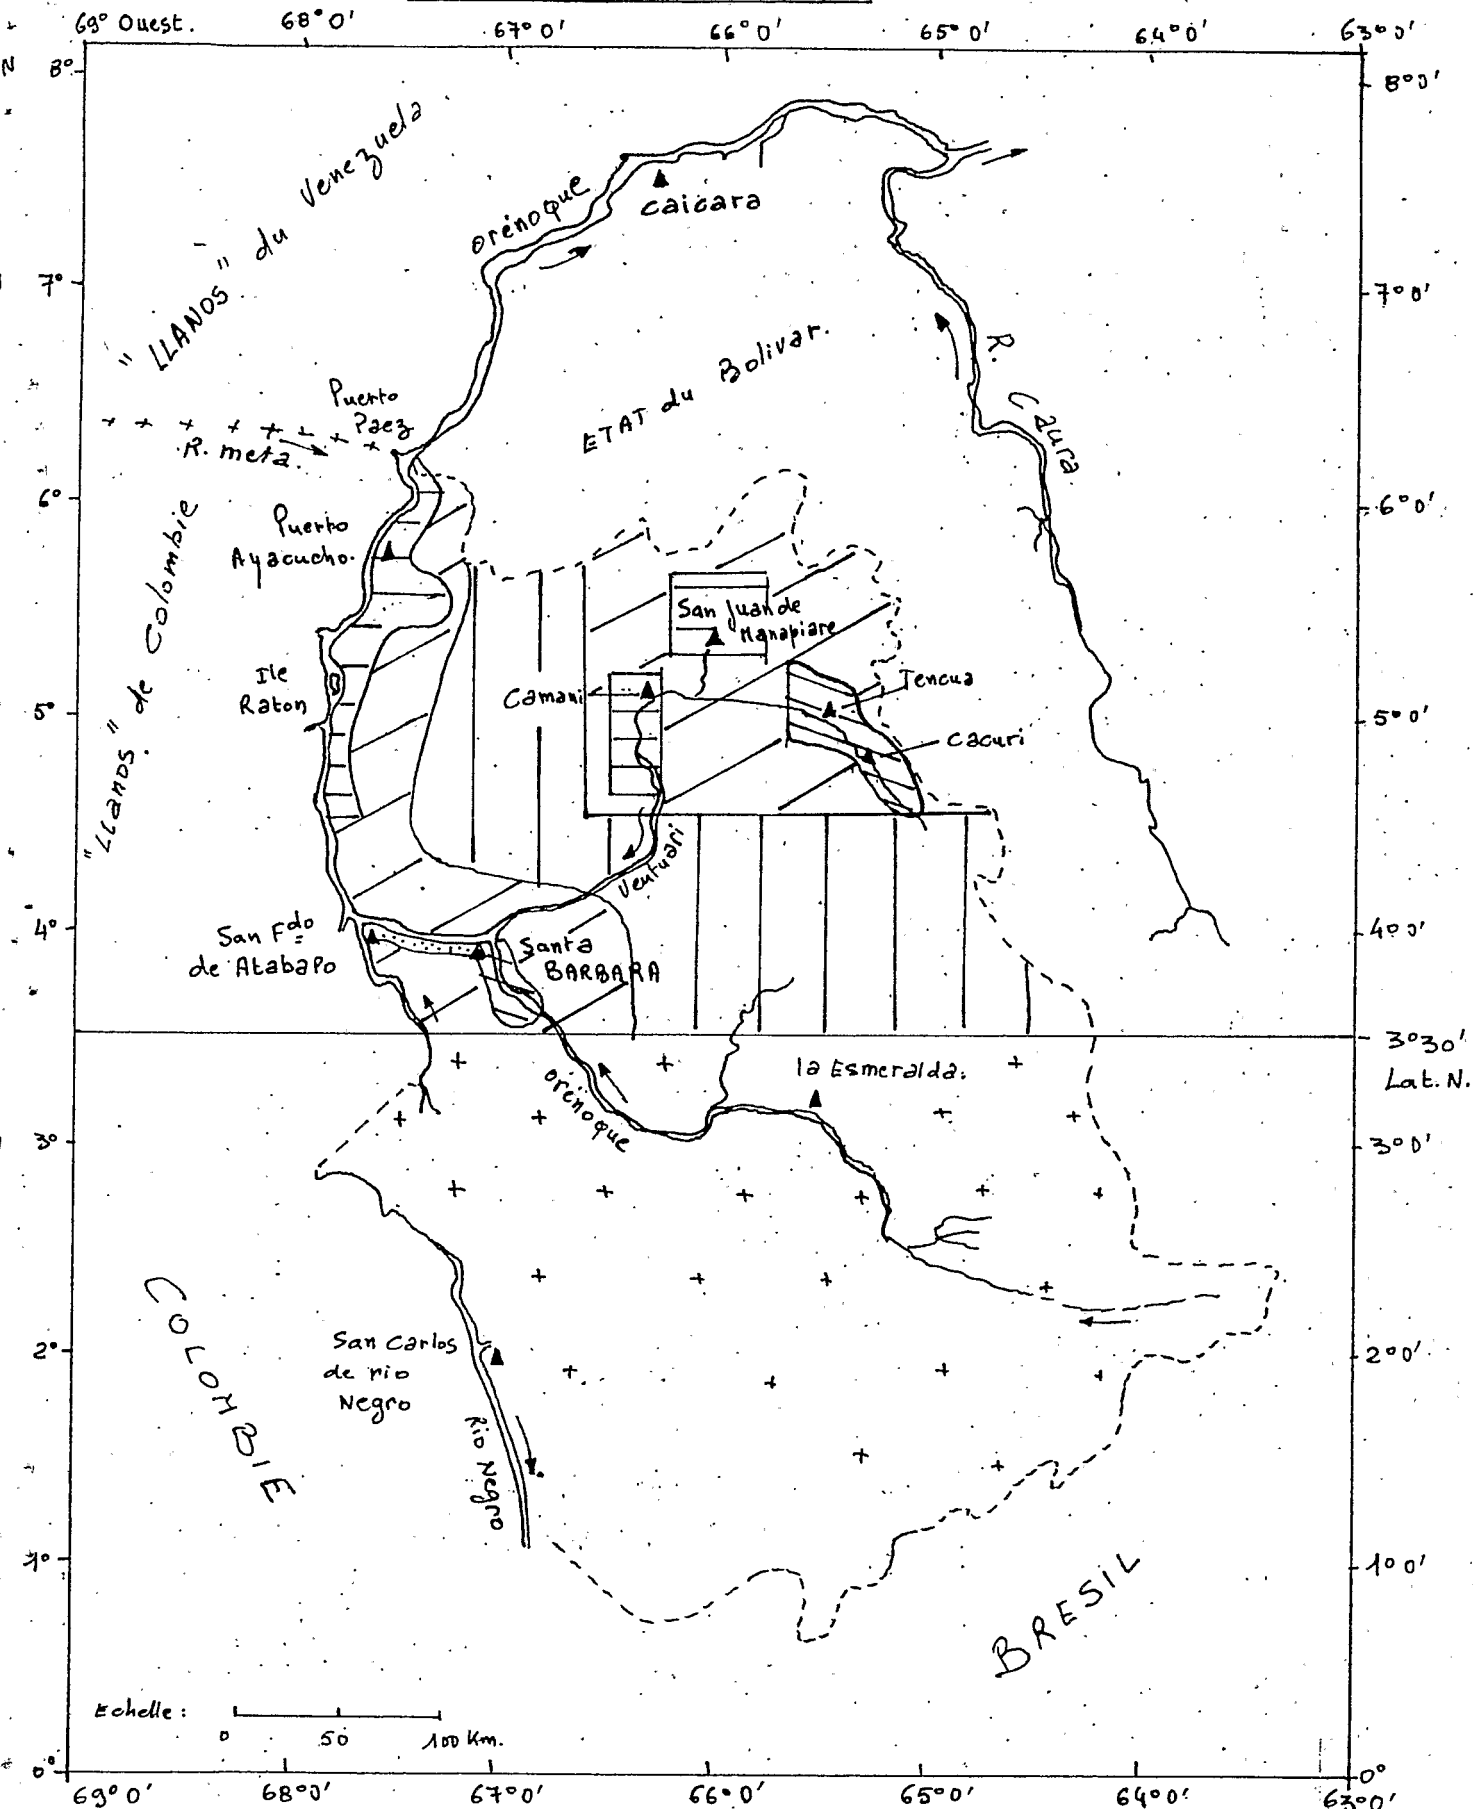 69° Ouest.
68°0'
67°0'
66°0'
65°0'
64°0'
63°0'
N
8°
8°0'
"LLANOS" du Venezuela
Orénoque
Caicara
7°
7°0'
ETAT du Bolivar.
R. Caura.
Puerto
Paez
R. meta.
6°
6°0'
Puerto
Ayacucho.
"LLanos" de Colombie
San Juan de
Manapiare
Ile
Raton
Camani
Tencua
5°
5°0'
Cacuri
Ventuari
4°
4°0'
San Fdo
de Atabapo
Santa
BARBARA
3°30'
Lat. N.
la Esmeralda.
Orénoque
3°
3°0'
COLOMBIE
San Carlos
de rio
Negro
2°
2°0'
Rio Negro
1°
1°0'
BRESIL
Echelle:
0
50
100 Km.
0°
0°
69°0'
68°0'
67°0'
66°0'
65°0'
64°0'
63°0'